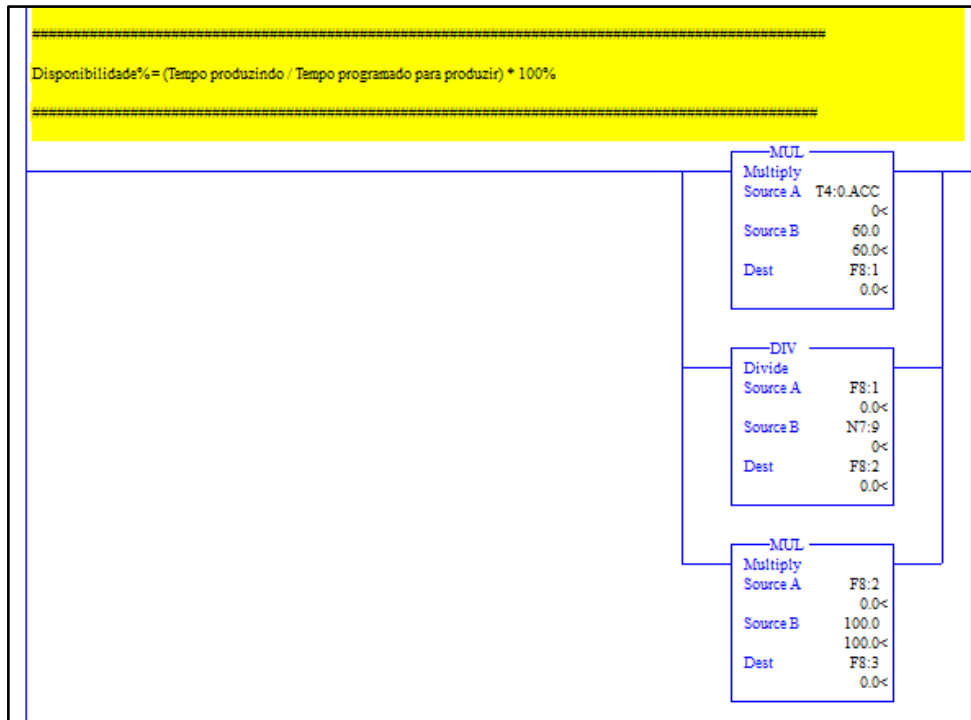 Disponibilidade%= (Tempo produzindo / Tempo programado para produzir) * 100%
MUL
Multiply
Source A T4:0.ACC
0<
Source B 60.0
60.0<
Dest F8:1
0.0<
DIV
Divide
Source A F8:1
0.0<
Source B N7:9
0<
Dest F8:2
0.0<
MUL
Multiply
Source A F8:2
0.0<
Source B 100.0
100.0<
Dest F8:3
0.0<